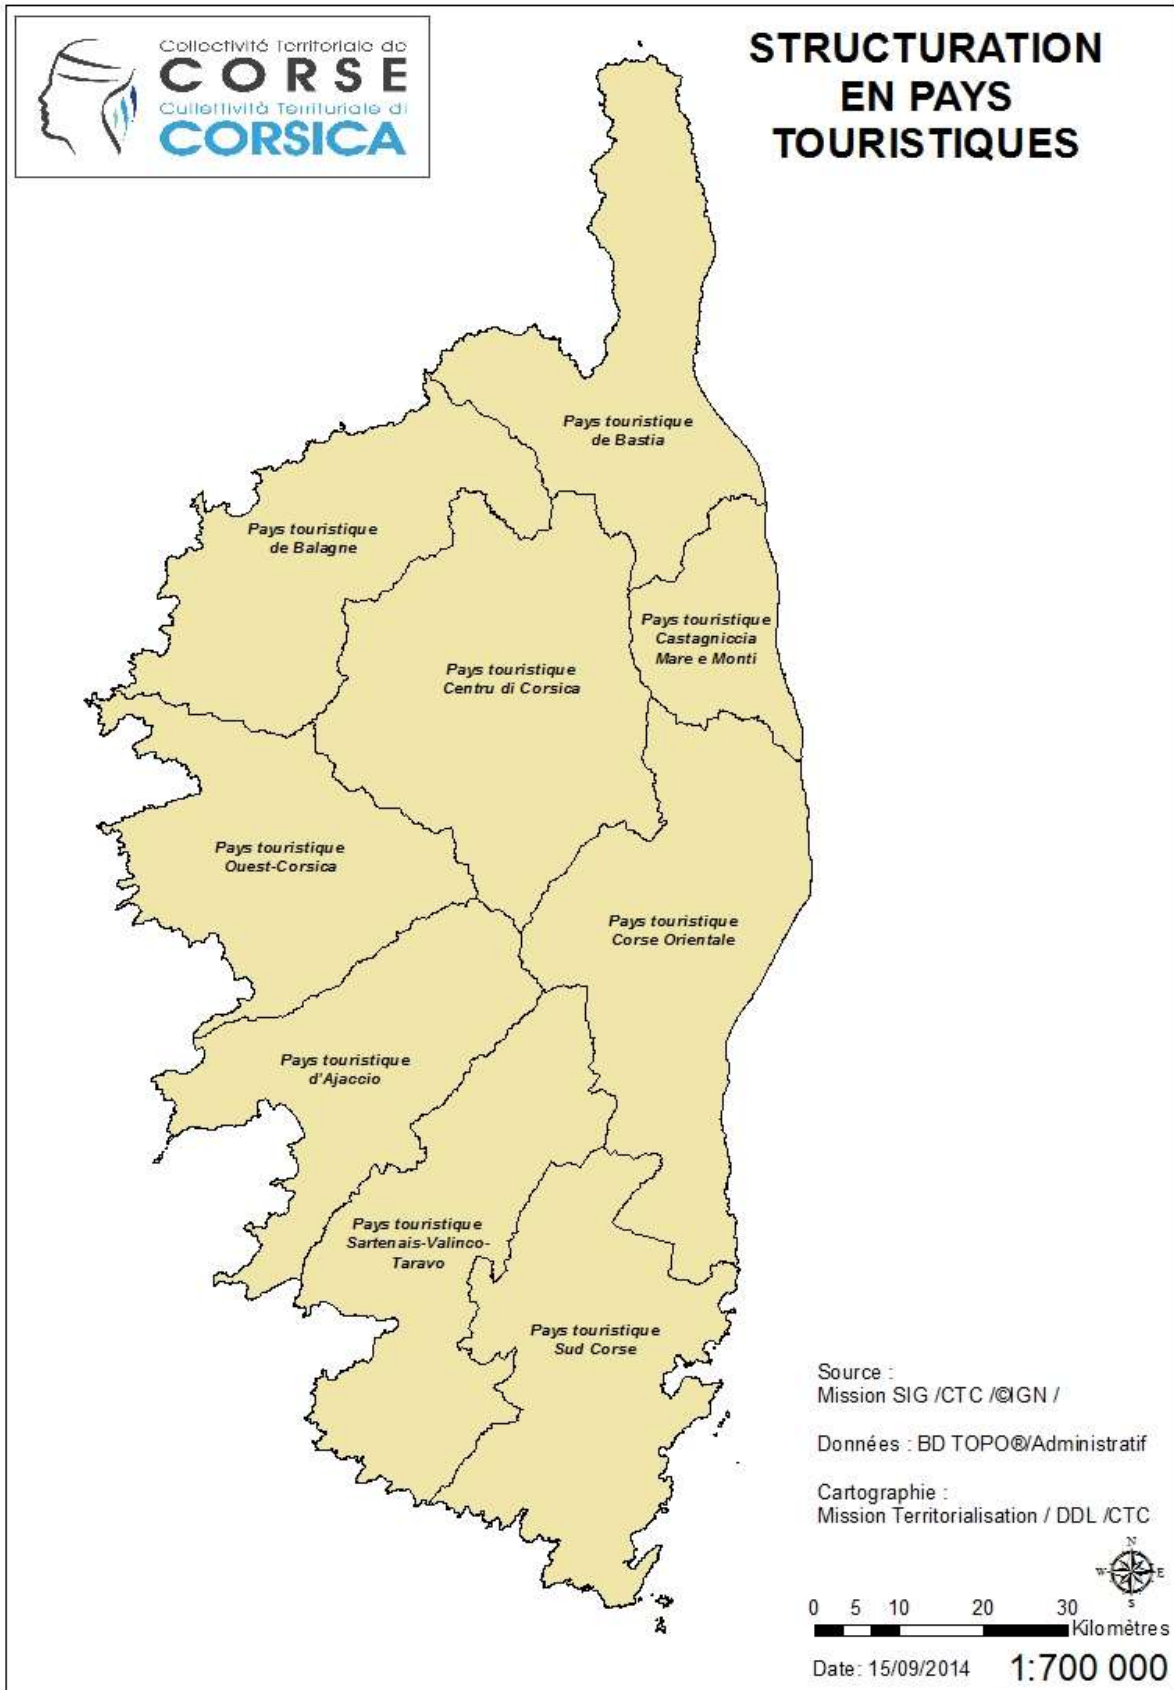 Collectivité Territoriale de
CORSE
Cullettività Territuriale di
CORSICA
STRUCTURATION
EN PAYS
TOURISTIQUES
Pays touristique
de Bastia
Pays touristique
de Balagne
Pays touristique
Castagniccia
Mare e Monti
Pays touristique
Centru di Corsica
Pays touristique
Ouest-Corsica
Pays touristique
Corse Orientale
Pays touristique
d'Ajaccio
Pays touristique
Sartenais-Valinco-
Taravo
Pays touristique
Sud Corse
Source :
Mission SIG /CTC /©IGN /
Données : BD TOPO®/Administratif
Cartographie :
Mission Territorialisation / DDL /CTC
N
W E
S
0 5 10 20 30
Kilomètres
Date: 15/09/2014 1:700 000